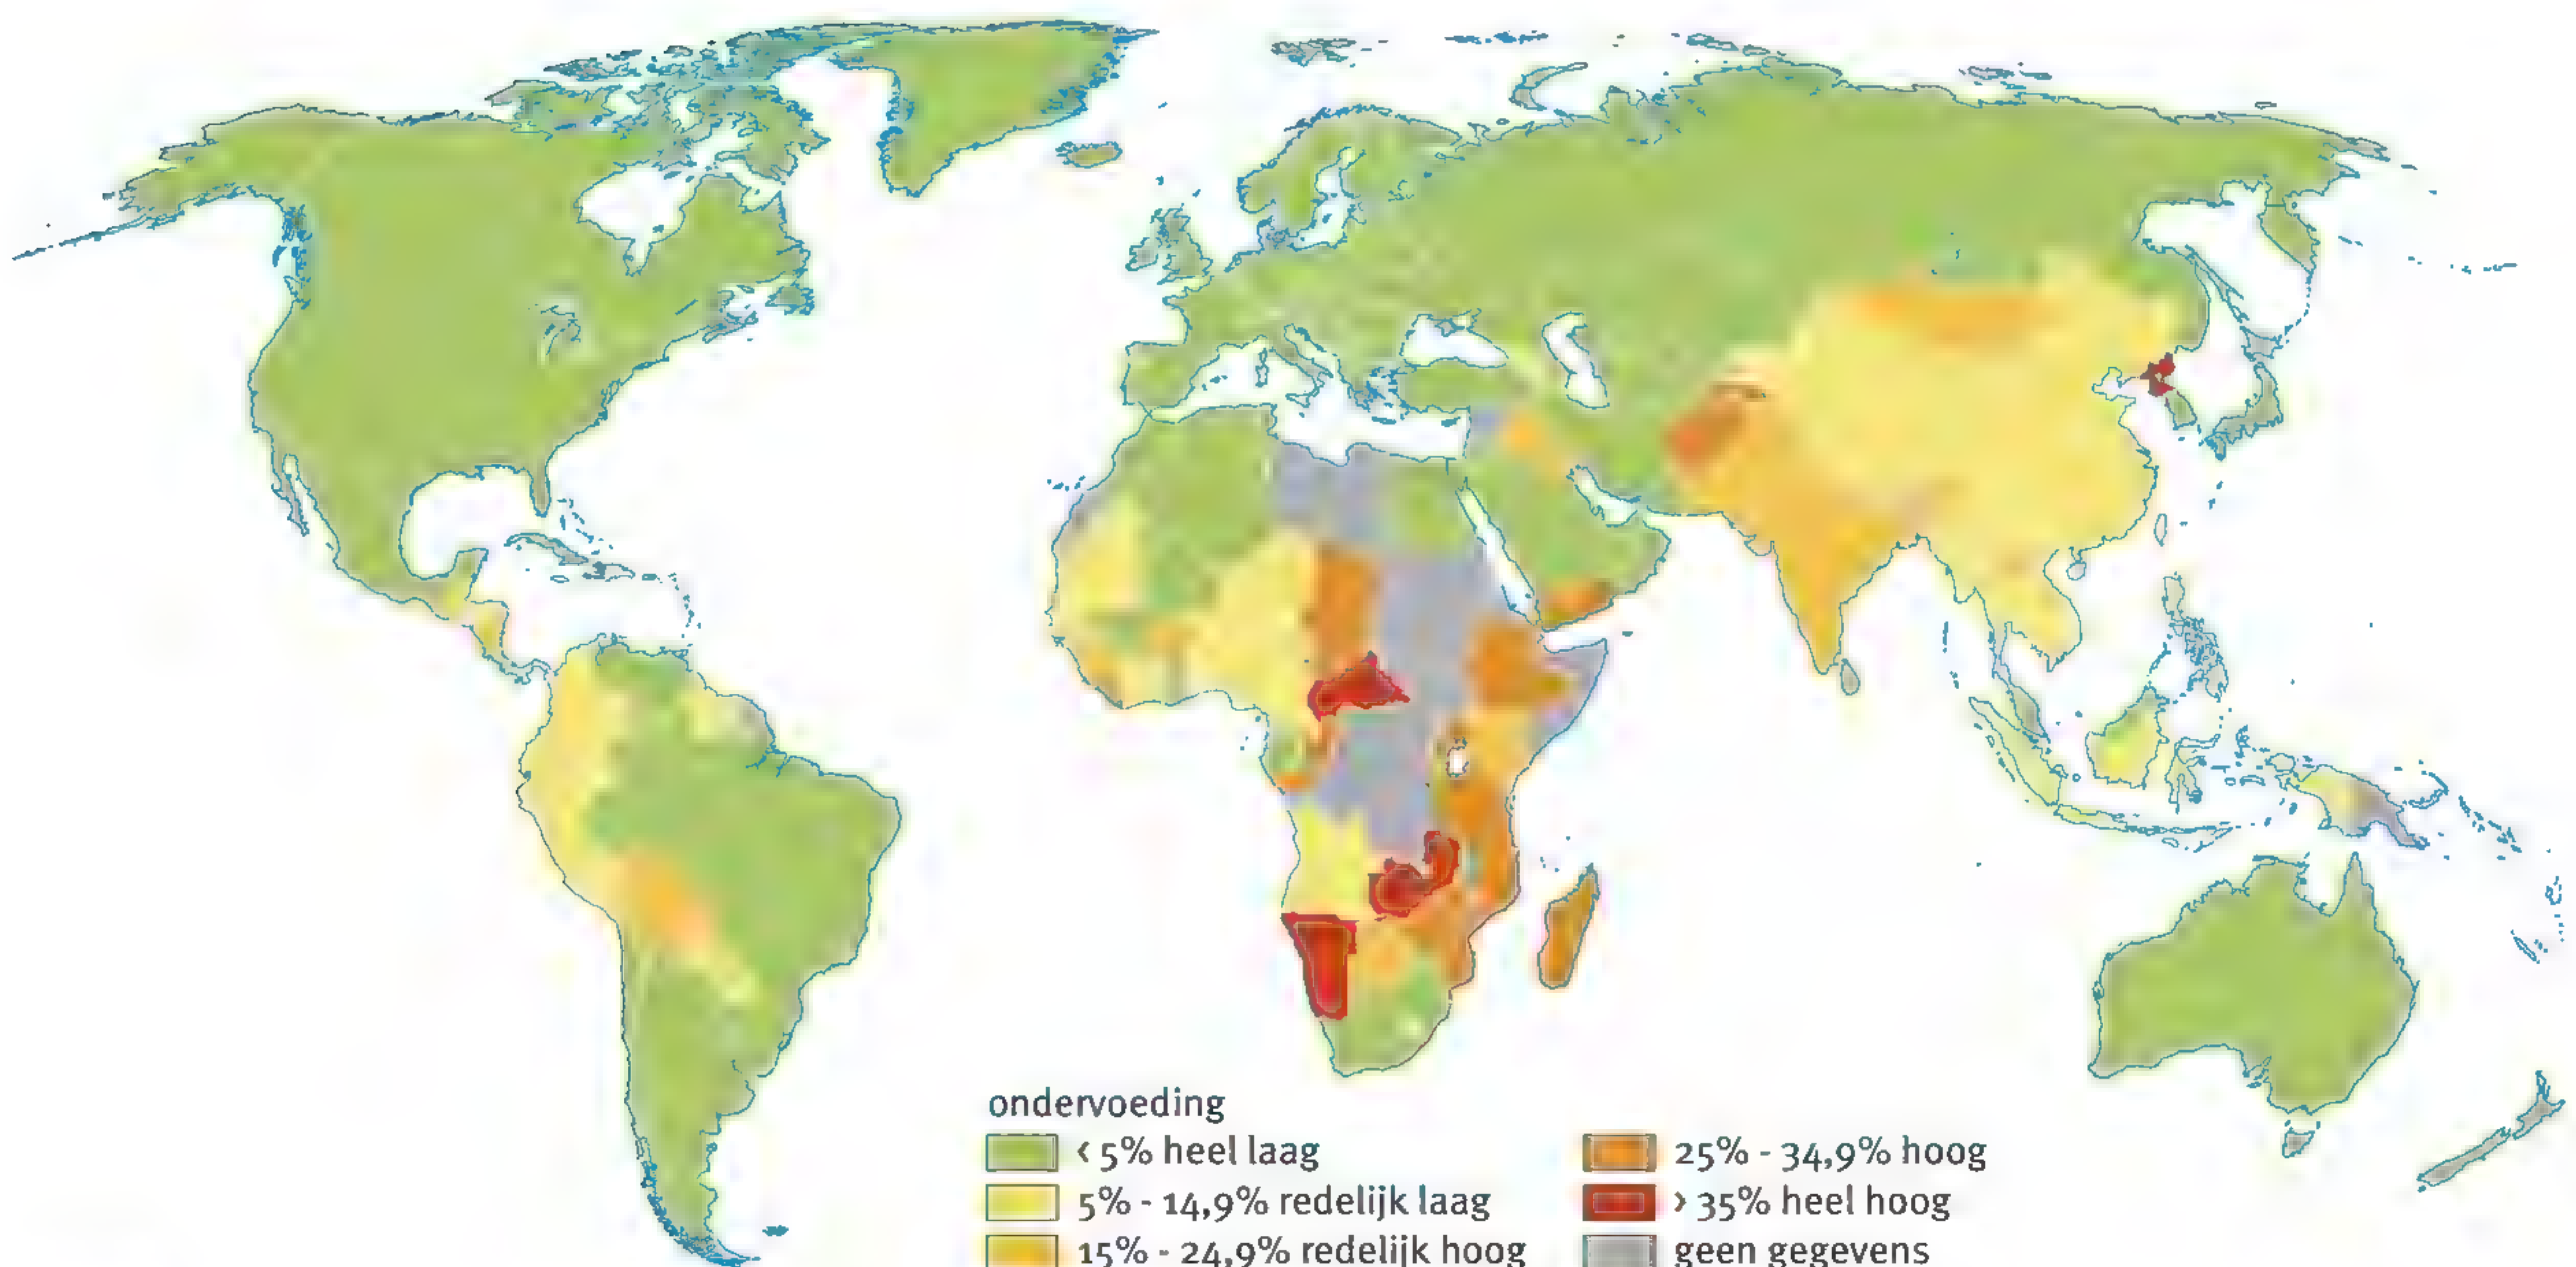 ondervoeding
< 5% heel laag
5% - 14,9% redelijk laag
15% - 24,9% redelijk hoog
25% - 34,9% hoog
> 35% heel hoog
geen gegevens